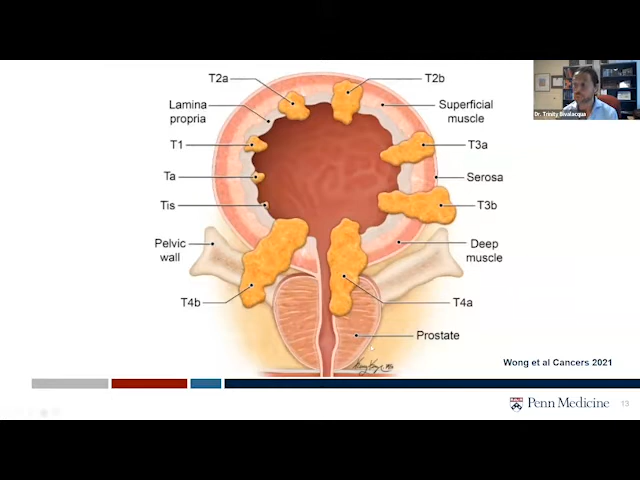 T2a
T2b
Lamina
propria
Superficial
muscle
T1
T3a
Ta
Serosa
Tis
T3b
Pelvic
wall
Deep
muscle
T4b
T4a
Prostate
Dr. Trinity Bivalacqua
Wong et al Cancers 2021
Penn Medicine
13